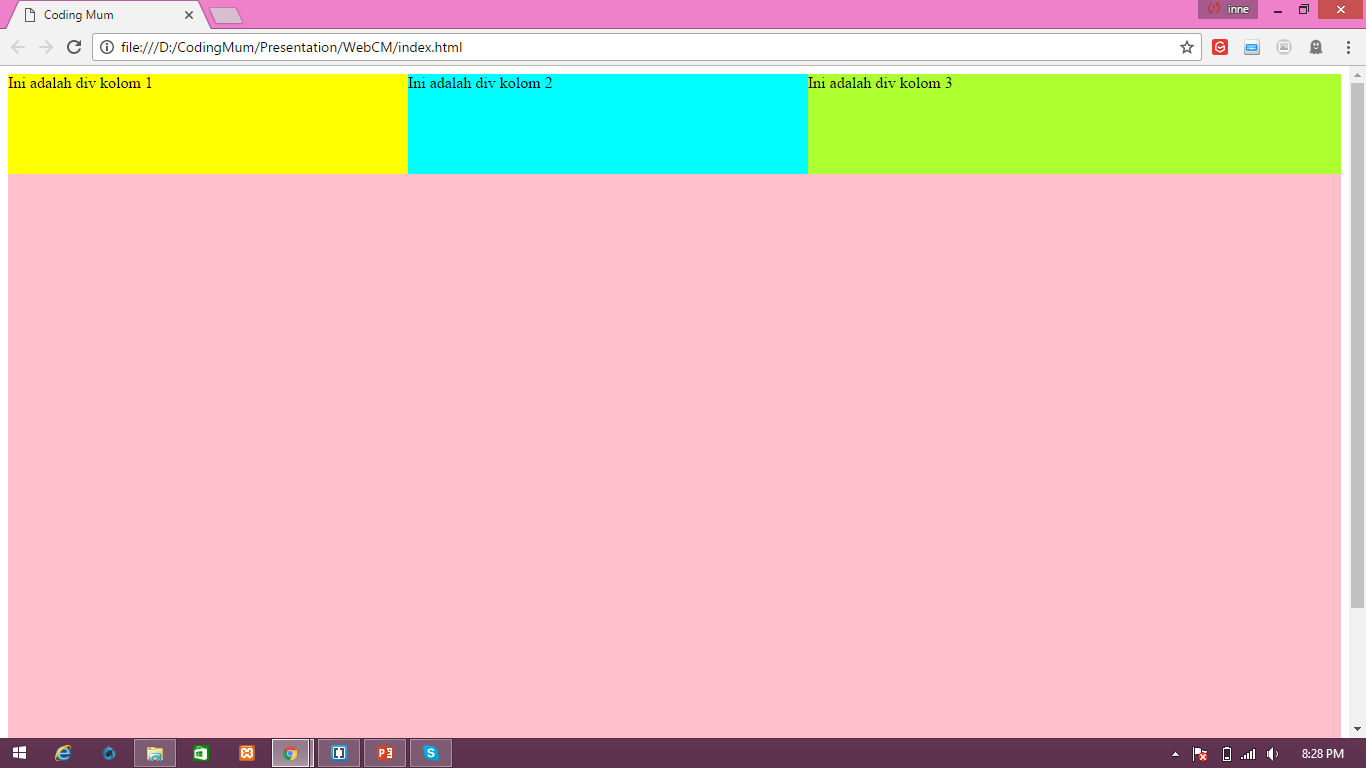 Coding Mum
inne
file:///D:/CodingMum/Presentation/WebCM/index.html
Ini adalah div kolom 1
Ini adalah div kolom 2
Ini adalah div kolom 3
8:28 PM